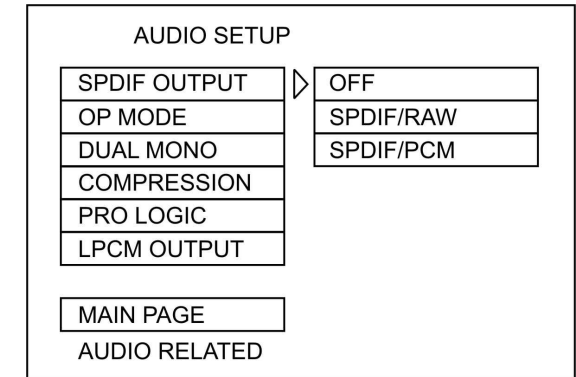 AUDIO SETUP
SPDIF OUTPUT
OFF
OP MODE
SPDIF/RAW
DUAL MONO
SPDIF/PCM
COMPRESSION
PRO LOGIC
LPCM OUTPUT
MAIN PAGE
AUDIO RELATED